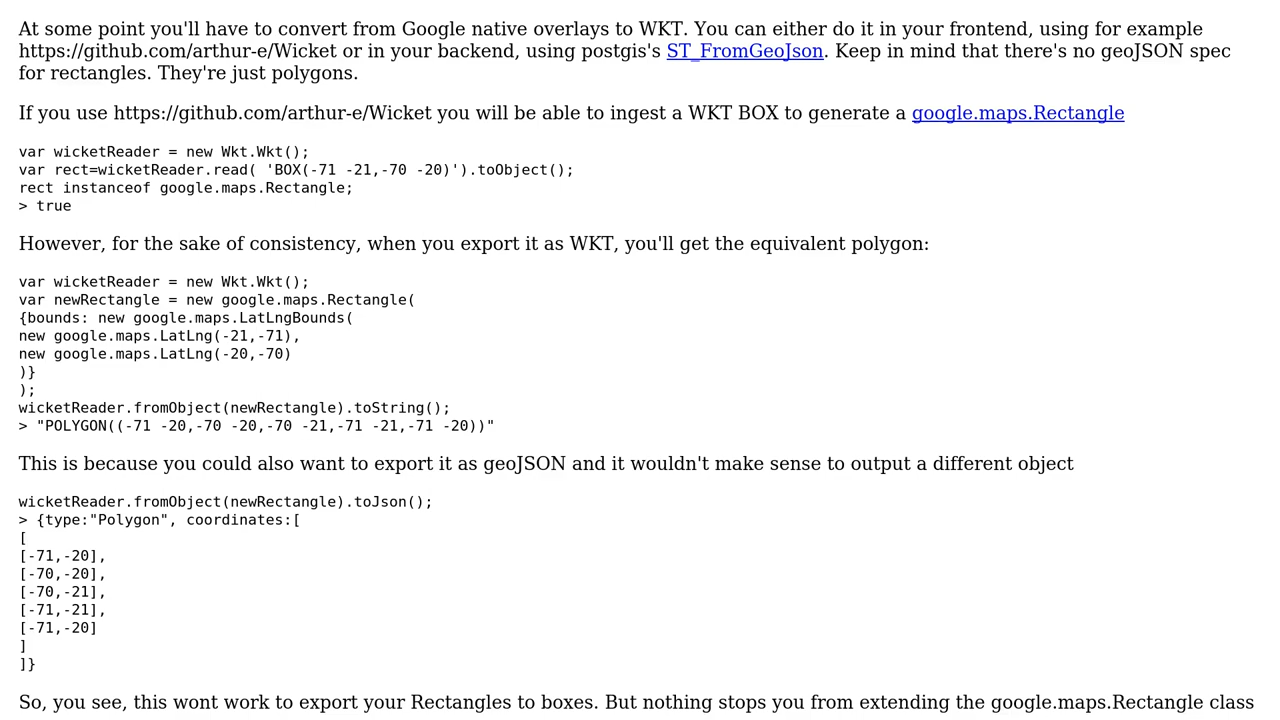 At some point you'll have to convert from Google native overlays to WKT. You can either do it in your frontend, using for example
https://github.com/arthur-e/Wicket or in your backend, using postgis's ST_FromGeoJson. Keep in mind that there's no geoJSON spec
for rectangles. They're just polygons.
If you use https://github.com/arthur-e/Wicket you will be able to ingest a WKT BOX to generate a google.maps.Rectangle
var wicketReader = new Wkt.Wkt();
var rect=wicketReader.read( 'BOX(-71 -21,-70 -20)').toObject();
rect instanceof google.maps.Rectangle;
> true
However, for the sake of consistency, when you export it as WKT, you'll get the equivalent polygon:
var wicketReader = new Wkt.Wkt();
var newRectangle = new google.maps.Rectangle(
{bounds: new google.maps.LatLngBounds(
new google.maps.LatLng(-21,-71),
new google.maps.LatLng(-20,-70)
)}
);
wicketReader.fromObject(newRectangle).toString();
> "POLYGON((-71 -20,-70 -20,-70 -21,-71 -21,-71 -20))"
This is because you could also want to export it as geoJSON and it wouldn't make sense to output a different object
wicketReader.fromObject(newRectangle).toJson();
> {type:"Polygon", coordinates:[
[
[-71,-20],
[-70,-20],
[-70,-21],
[-71,-21],
[-71,-20]
]
]}
So, you see, this wont work to export your Rectangles to boxes. But nothing stops you from extending the google.maps.Rectangle class